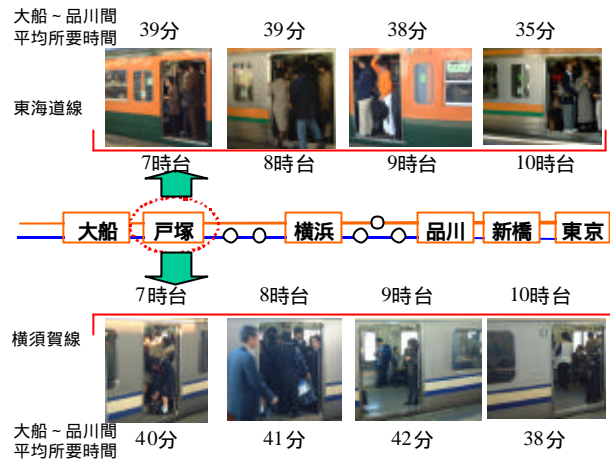 大船~品川間
平均所要時間
39分 39分 38分 35分
東海道線
7時台 8時台 9時台 10時台
大船 戸塚 横浜 品川 新橋 東京
7時台 8時台 9時台 10時台
横須賀線
大船~品川間
平均所要時間
40分 41分 42分 38分